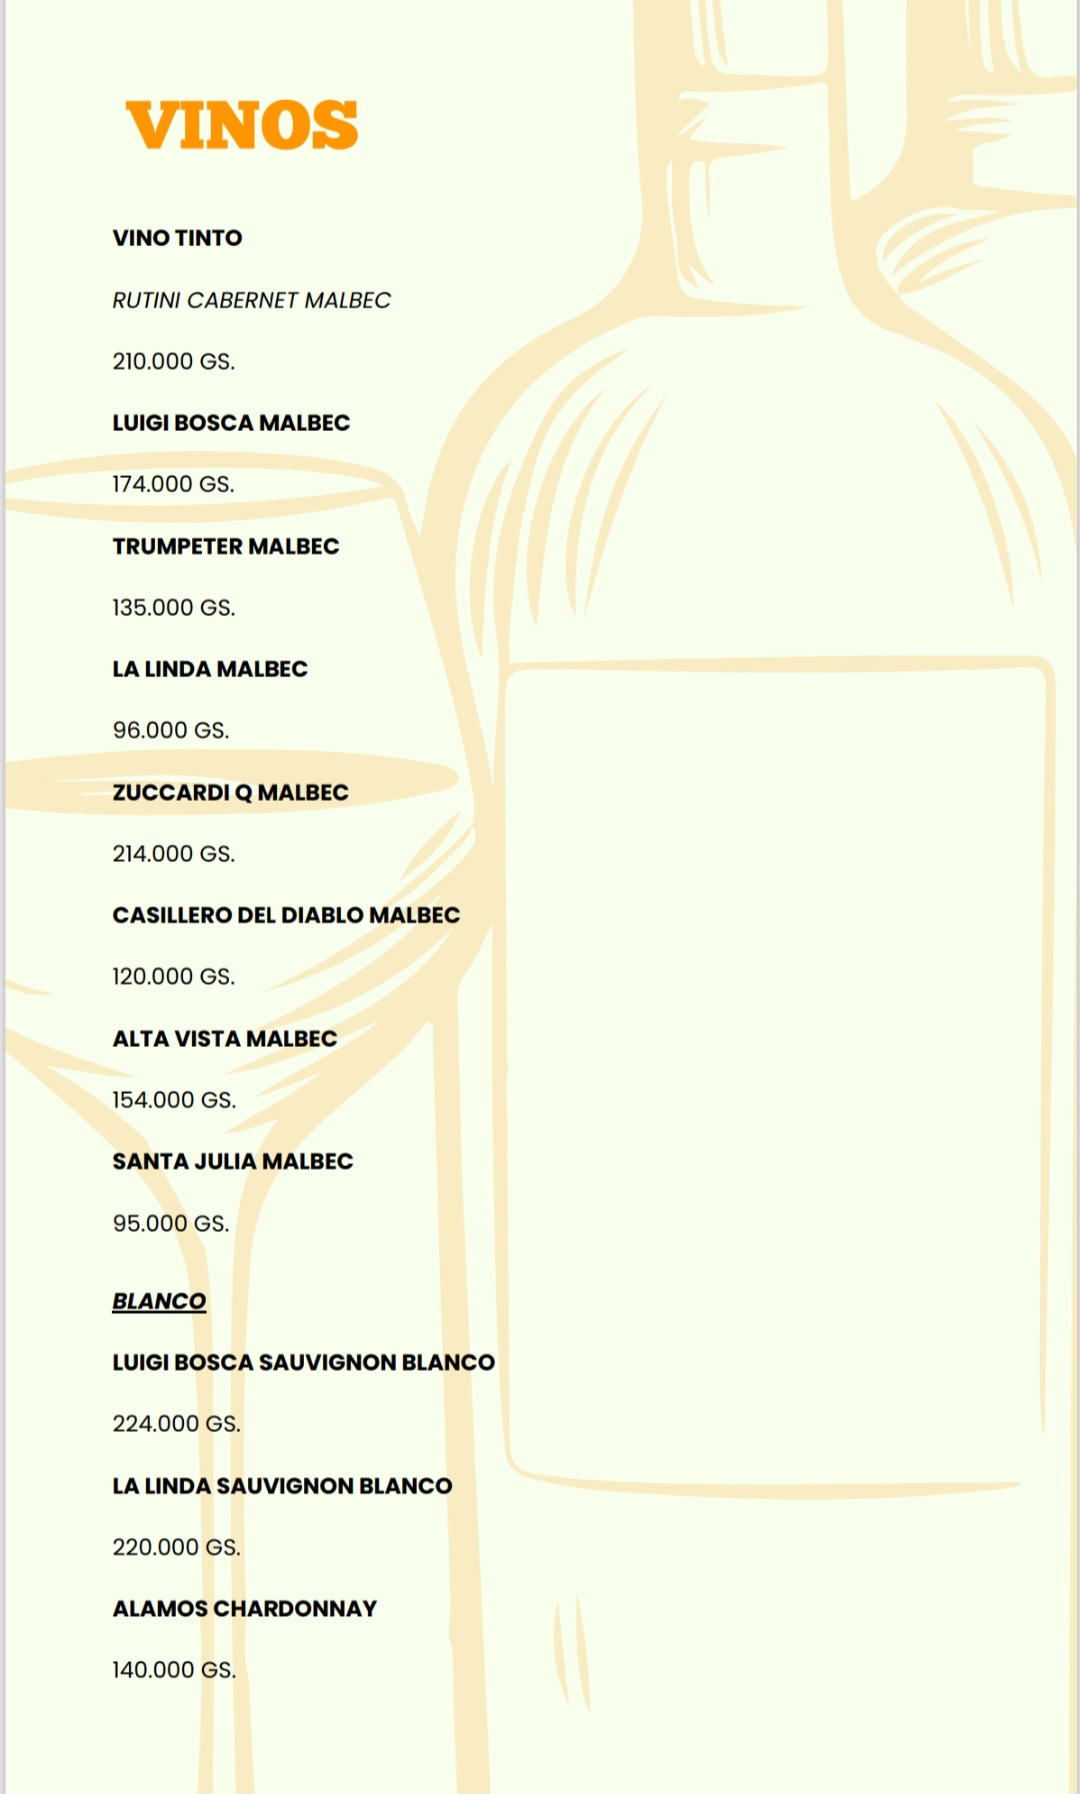 VINOS
VINO TINTO
RUTINI CABERNET MALBEC
210.000 GS.
LUIGI BOSCA MALBEC
174.000 GS.
TRUMPETER MALBEC
135.000 GS.
LA LINDA MALBEC
96.000 GS.
ZUCCARDI Q MALBEC
214.000 GS.
CASILLERO DEL DIABLO MALBEC
120.000 GS.
ALTA VISTA MALBEC
154.000 GS.
SANTA JULIA MALBEC
95.000 GS.
BLANCO
LUIGI BOSCA SAUVIGNON BLANCO
224.000 GS.
LA LINDA SAUVIGNON BLANCO
220.000 GS.
ALAMOS CHARDONNAY
140.000 GS.